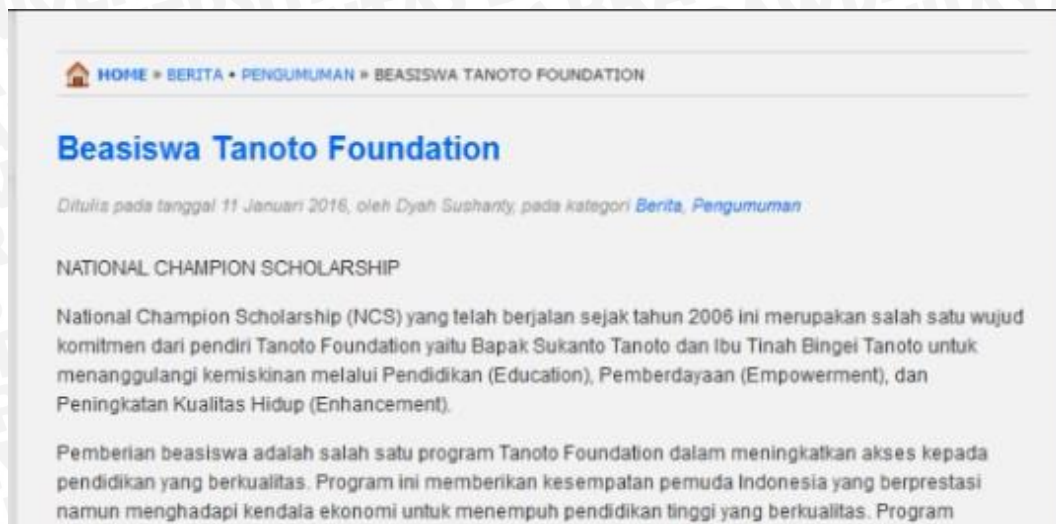 HOME » BERITA • PENGUMUMAN » BEASISWA TANOTO FOUNDATION
Beasiswa Tanoto Foundation
Ditulis pada tanggal 11 Januari 2016, oleh Dyah Sushanty, pada kategori Berita, Pengumuman
NATIONAL CHAMPION SCHOLARSHIP
National Champion Scholarship (NCS) yang telah berjalan sejak tahun 2006 ini merupakan salah satu wujud
komitmen dari pendiri Tanoto Foundation yaitu Bapak Sukanto Tanoto dan Ibu Tinah Bingei Tanoto untuk
menanggulangi kemiskinan melalui Pendidikan (Education), Pemberdayaan (Empowerment), dan
Peningkatan Kualitas Hidup (Enhancement).
Pemberian beasiswa adalah salah satu program Tanoto Foundation dalam meningkatkan akses kepada
pendidikan yang berkualitas. Program ini memberikan kesempatan pemuda Indonesia yang berprestasi
namun menghadapi kendala ekonomi untuk menempuh pendidikan tinggi yang berkualitas. Program